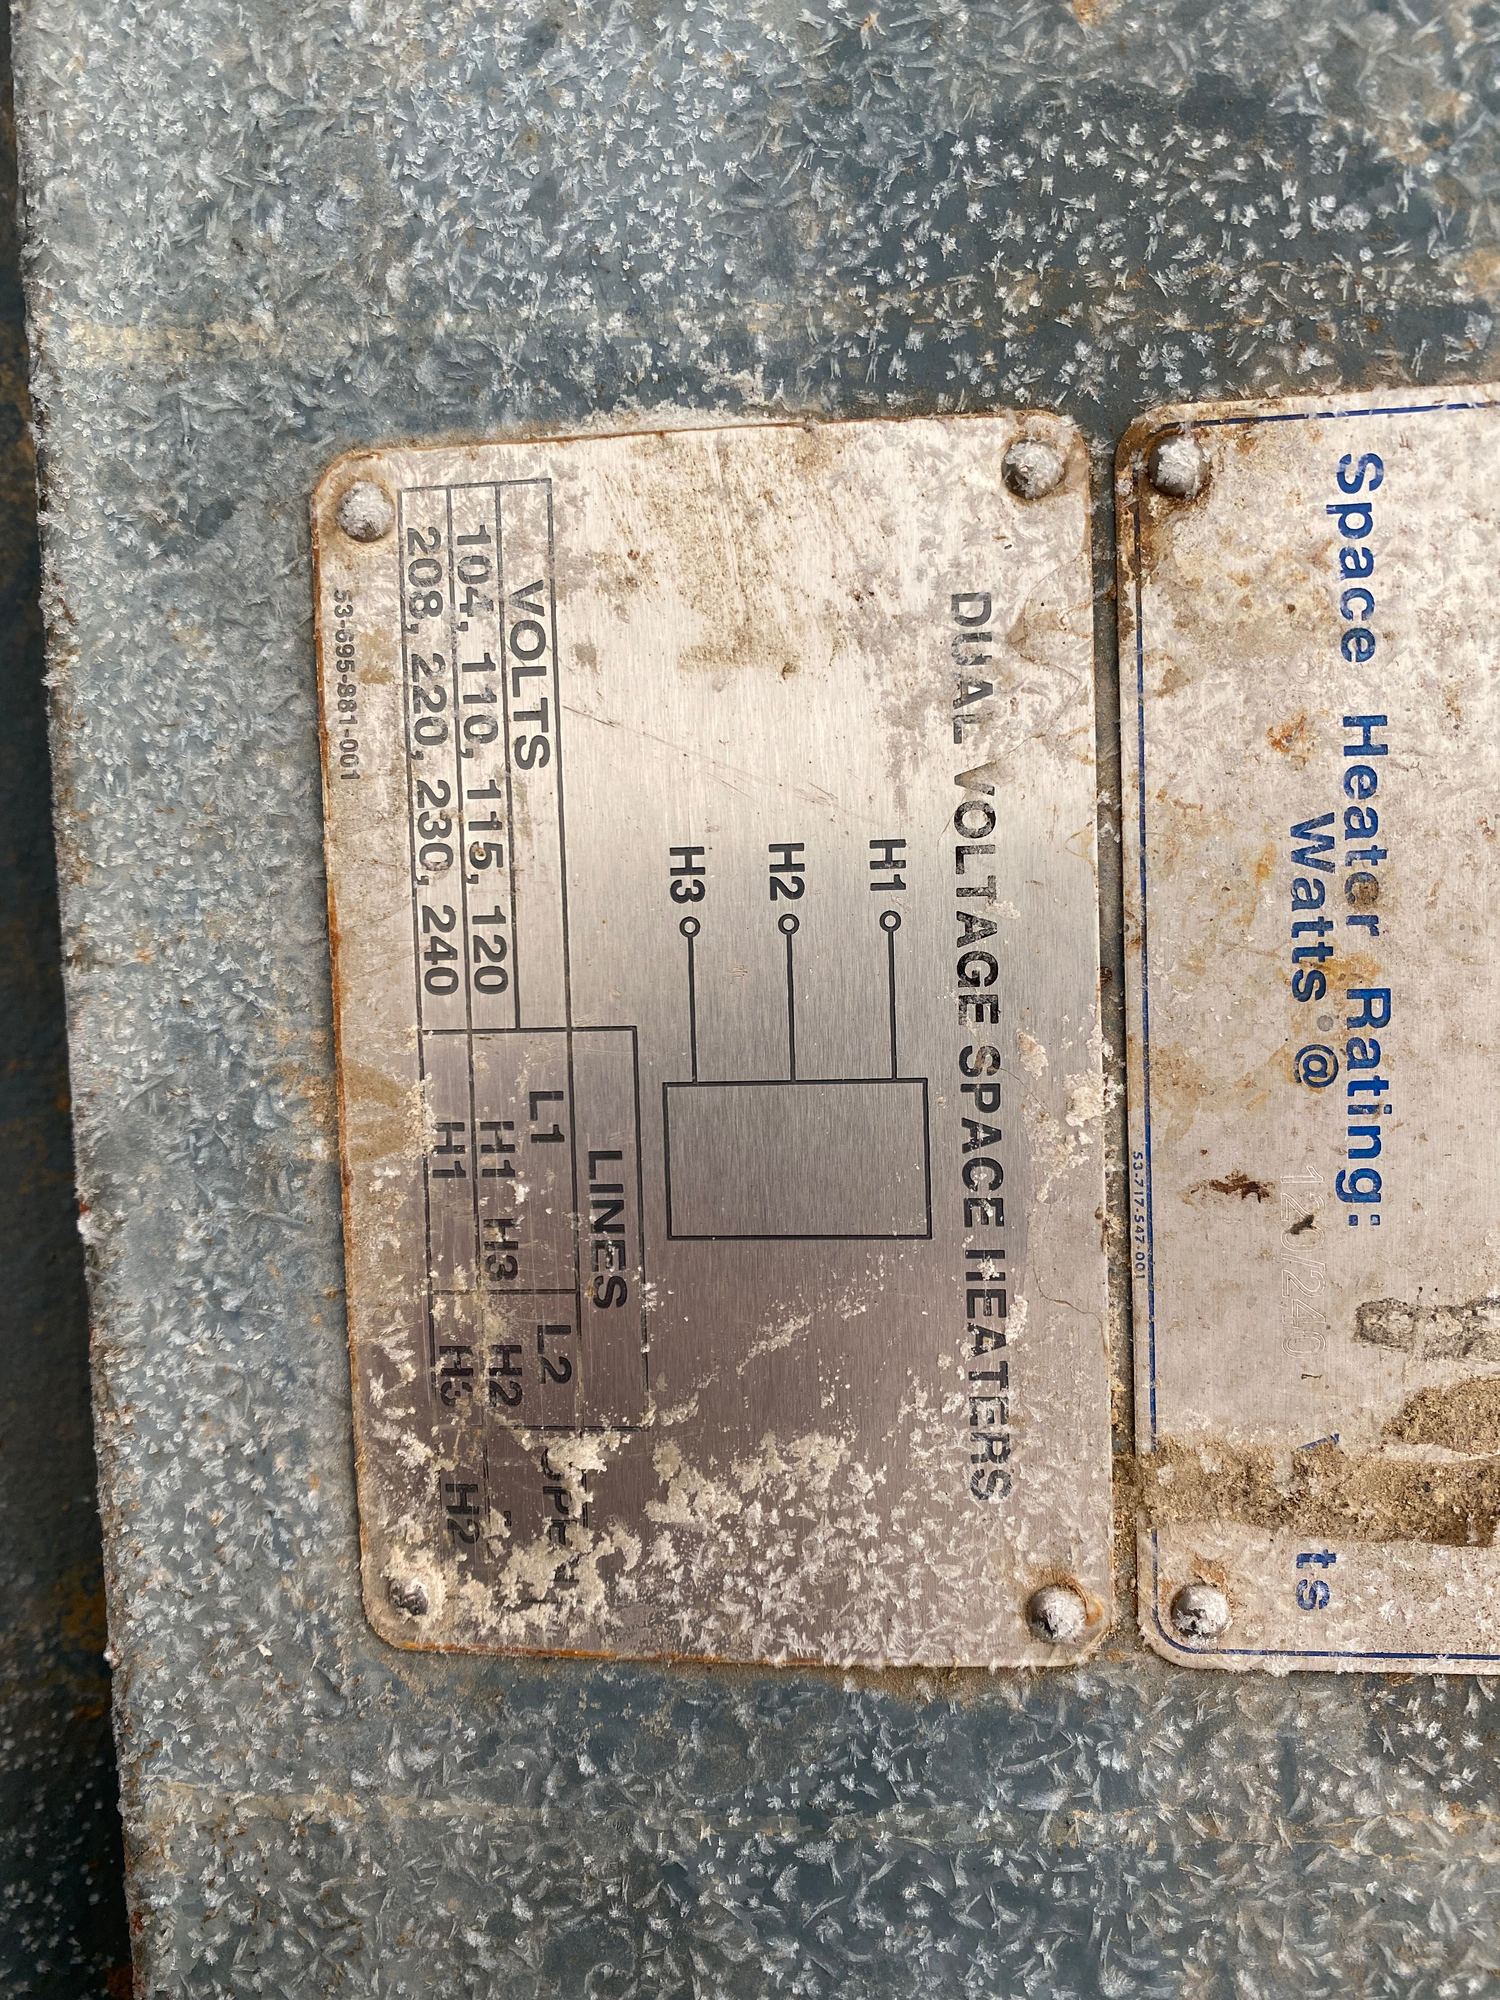 Space Heater Rating:
Watts @ 120/240
53-717-547-001
DUAL VOLTAGE SPACE HEATERS
H1
H2
H3
LINES
VOLTS L1 L2 OPEN
104, 110, 115, 120 H1 H3 H2 -
208, 220, 230, 240 H1 H3 H2
53-695-881-001